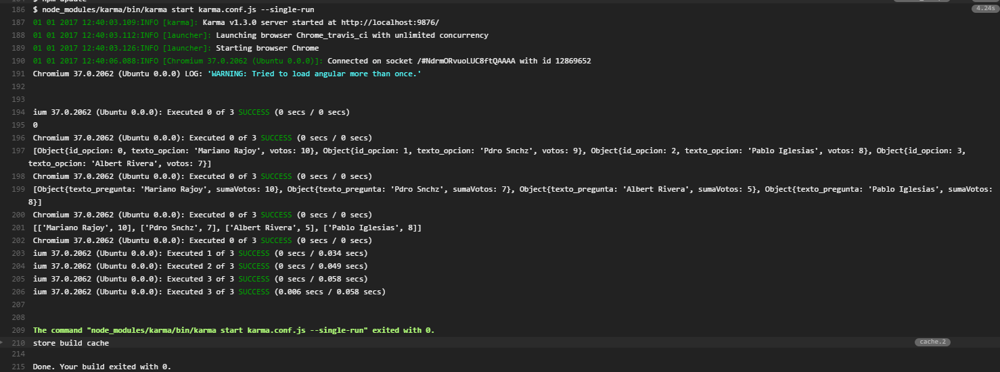 184 $ npm update
186 $ node_modules/karma/bin/karma start karma.conf.js --single-run 4.24s
187 01 01 2017 12:40:03.109:INFO [karma]: Karma v1.3.0 server started at http://localhost:9876/
188 01 01 2017 12:40:03.112:INFO [launcher]: Launching browser Chrome_travis_ci with unlimited concurrency
189 01 01 2017 12:40:03.126:INFO [launcher]: Starting browser Chrome
190 01 01 2017 12:40:06.088:INFO [Chromium 37.0.2062 (Ubuntu 0.0.0)]: Connected on socket /#NdrmORvuoLUC8ftQAAAA with id 12869652
191 Chromium 37.0.2062 (Ubuntu 0.0.0) LOG: 'WARNING: Tried to load angular more than once.'
192
193
194 ium 37.0.2062 (Ubuntu 0.0.0): Executed 0 of 3 SUCCESS (0 secs / 0 secs)
195 0
196 Chromium 37.0.2062 (Ubuntu 0.0.0): Executed 0 of 3 SUCCESS (0 secs / 0 secs)
197 [Object{id_opcion: 0, texto_opcion: 'Mariano Rajoy', votos: 10}, Object{id_opcion: 1, texto_opcion: 'Pdro Snchz', votos: 9}, Object{id_opcion: 2, texto_opcion: 'Pablo Iglesias', votos: 8}, Object{id_opcion: 3,
texto_opcion: 'Albert Rivera', votos: 7}]
198 Chromium 37.0.2062 (Ubuntu 0.0.0): Executed 0 of 3 SUCCESS (0 secs / 0 secs)
199 [Object{texto_pregunta: 'Mariano Rajoy', sumaVotos: 10}, Object{texto_pregunta: 'Pdro Snchz', sumaVotos: 7}, Object{texto_pregunta: 'Albert Rivera', sumaVotos: 5}, Object{texto_pregunta: 'Pablo Iglesias', sumaVotos:
8}]
200 Chromium 37.0.2062 (Ubuntu 0.0.0): Executed 0 of 3 SUCCESS (0 secs / 0 secs)
201 [['Mariano Rajoy', 10], ['Pdro Snchz', 7], ['Albert Rivera', 5], ['Pablo Iglesias', 8]]
202 Chromium 37.0.2062 (Ubuntu 0.0.0): Executed 0 of 3 SUCCESS (0 secs / 0 secs)
203 ium 37.0.2062 (Ubuntu 0.0.0): Executed 1 of 3 SUCCESS (0 secs / 0.034 secs)
204 ium 37.0.2062 (Ubuntu 0.0.0): Executed 2 of 3 SUCCESS (0 secs / 0.049 secs)
205 ium 37.0.2062 (Ubuntu 0.0.0): Executed 3 of 3 SUCCESS (0 secs / 0.058 secs)
206 ium 37.0.2062 (Ubuntu 0.0.0): Executed 3 of 3 SUCCESS (0.006 secs / 0.058 secs)
207
208
209 The command "node_modules/karma/bin/karma start karma.conf.js --single-run" exited with 0.
210 store build cache cache.2
214
215 Done. Your build exited with 0.